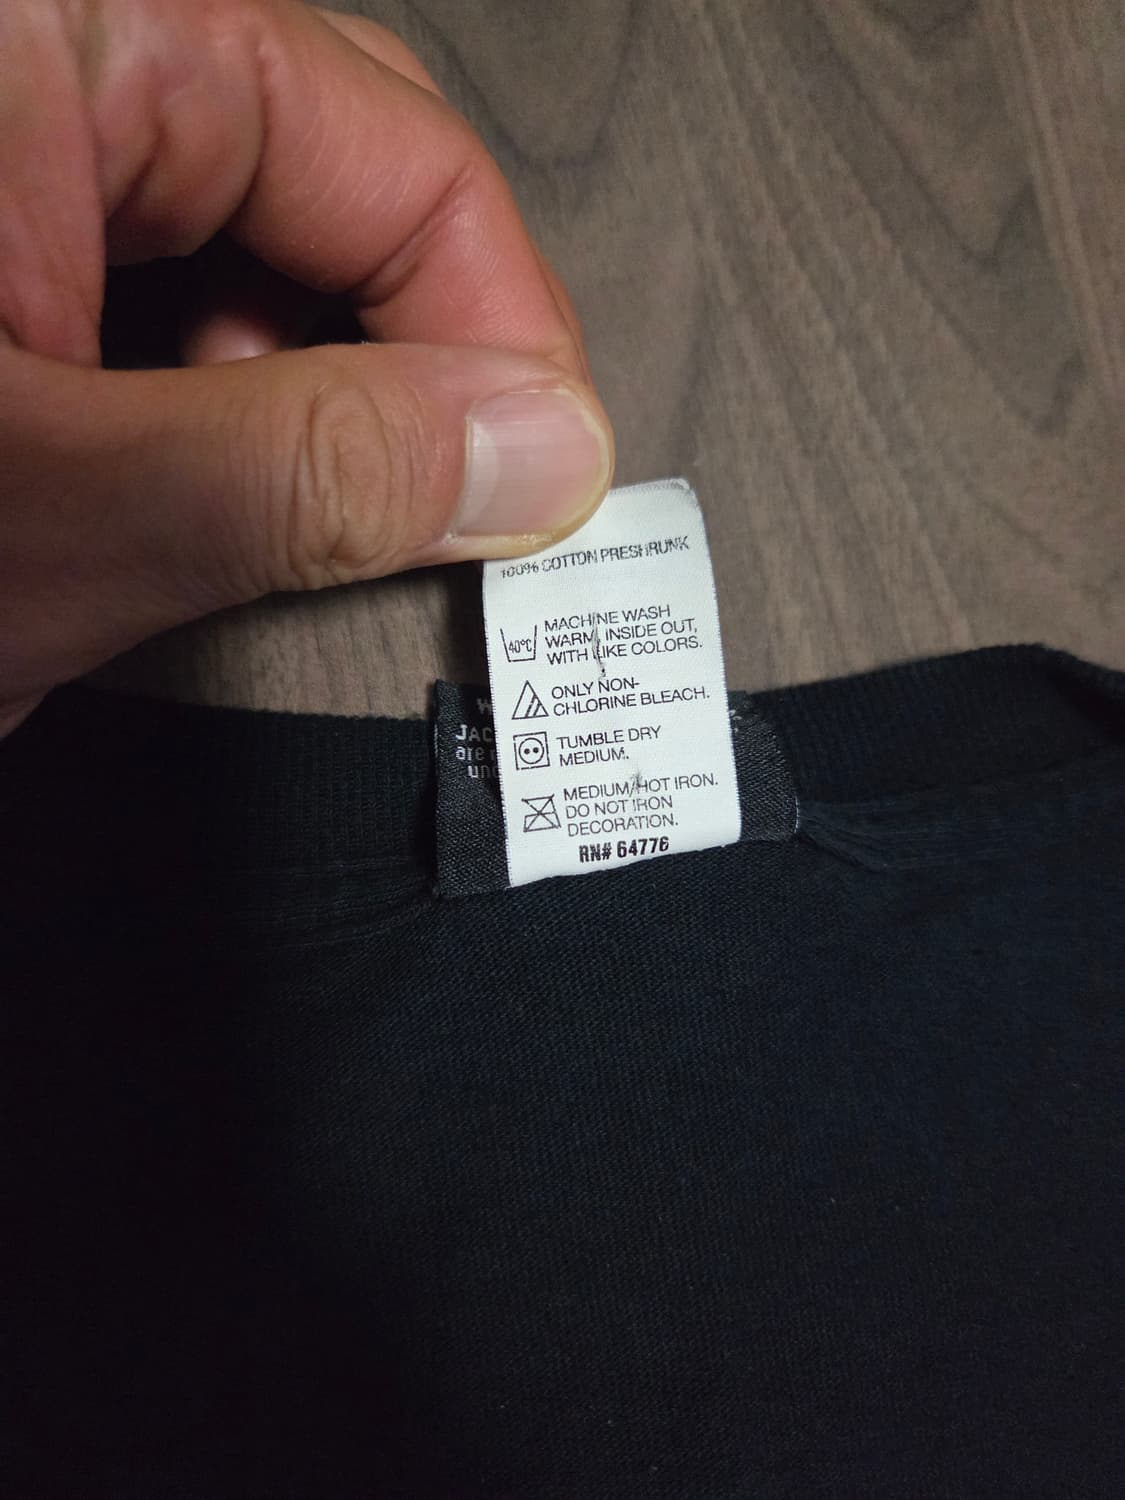 100% COTTON PRESHRUNK
40°C
MACHINE WASH
WARM, INSIDE OUT,
WITH LIKE COLORS.
ONLY NON-
CHLORINE BLEACH.
TUMBLE DRY
MEDIUM.
MEDIUM/HOT IRON.
DO NOT IRON
DECORATION.
RN# 64776
are